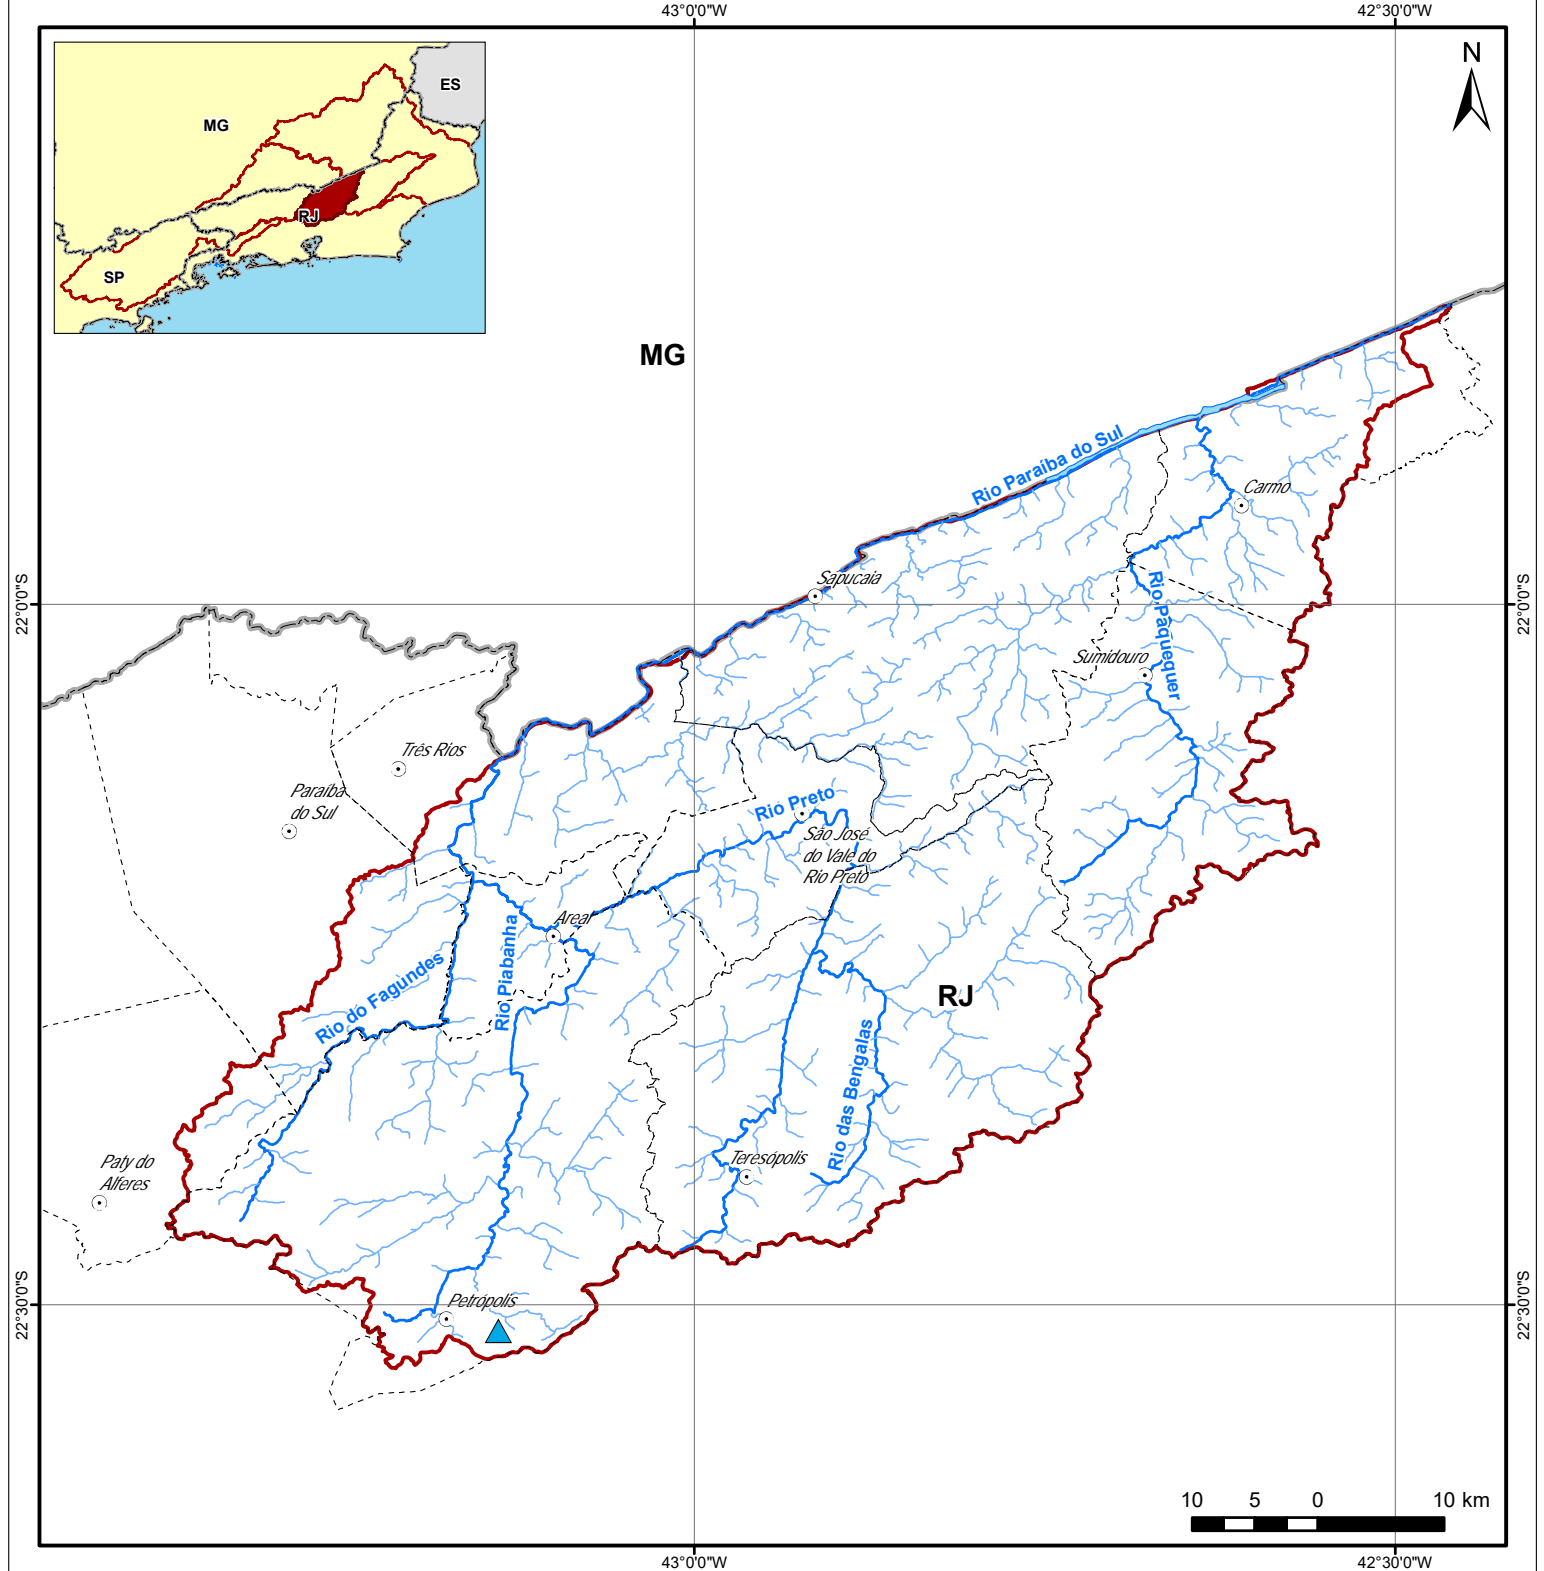 43°0'0"W
42°30'0"W
N
ES
MG
RJ
SP
MG
Rio Paraíba do Sul
Carmo
Sapucaia
22°0'0"S
22°0'0"S
Rio Paquequer
Sumidouro
Três Rios
Paraíba
do Sul
Rio Preto
São José
do Vale do
Rio Preto
Areal
Rio Piabanha
Rio do Fagundes
RJ
Rio das Bengalas
Teresópolis
Paty do
Alferes
22°30'0"S
22°30'0"S
Petrópolis
10 5 0 10 km
43°0'0"W
42°30'0"W